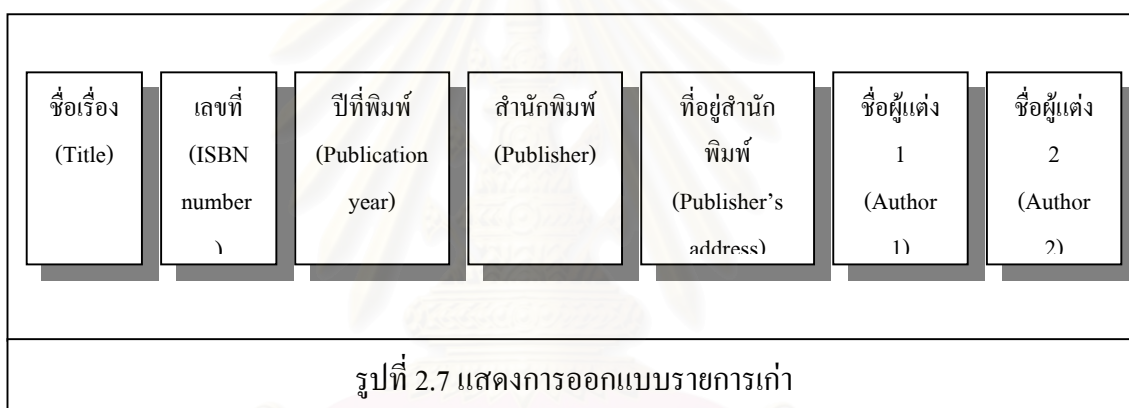 ชื่อเรื่อง
(Title)
เลขที่
(ISBN
number
)
ปีที่พิมพ์
(Publication
year)
สำนักพิมพ์
(Publisher)
ที่อยู่สำนัก
พิมพ์
(Publisher’s
address)
ชื่อผู้แต่ง
1
(Author
1)
ชื่อผู้แต่ง
2
(Author
2)
รูปที่ 2.7 แสดงการออกแบบรายการเก่า